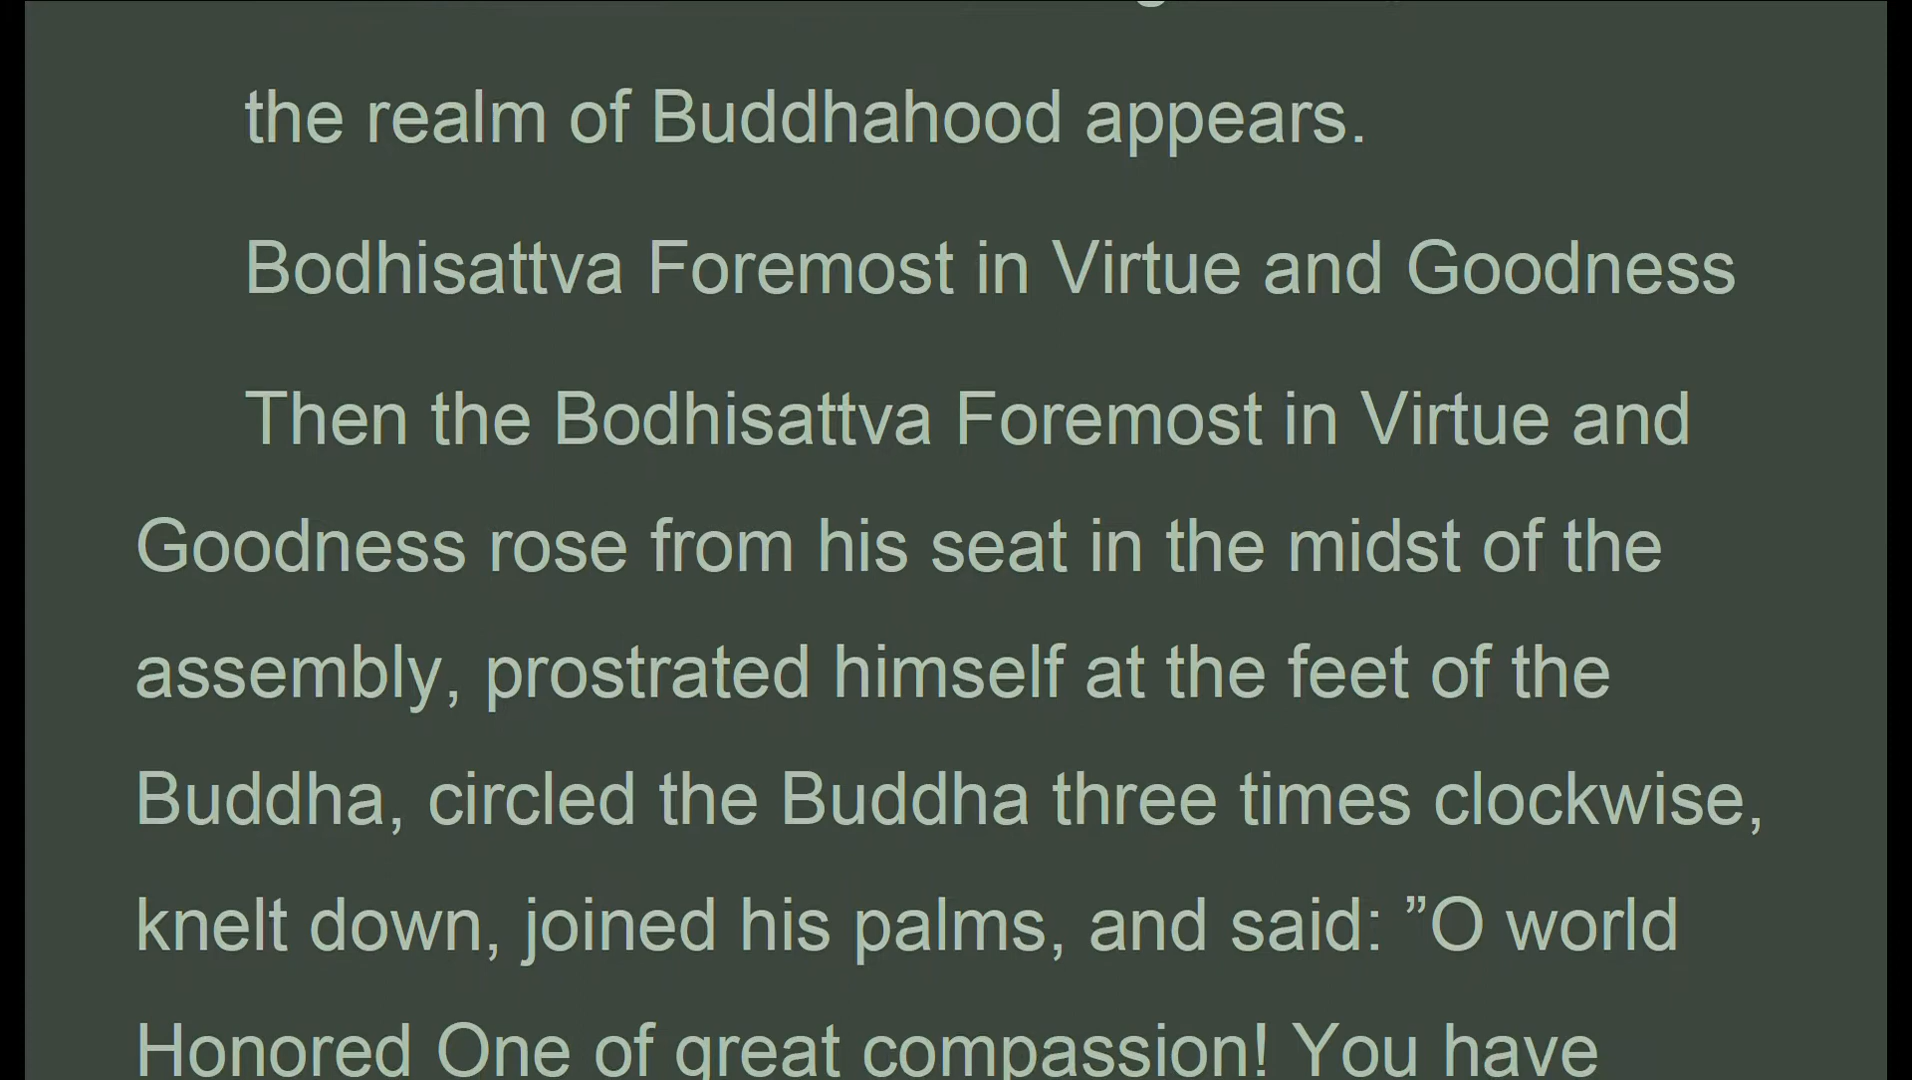 the realm of Buddhahood appears.
Bodhisattva Foremost in Virtue and Goodness
Then the Bodhisattva Foremost in Virtue and
Goodness rose from his seat in the midst of the
assembly, prostrated himself at the feet of the
Buddha, circled the Buddha three times clockwise,
knelt down, joined his palms, and said: ”O world
Honored One of great compassion! You have